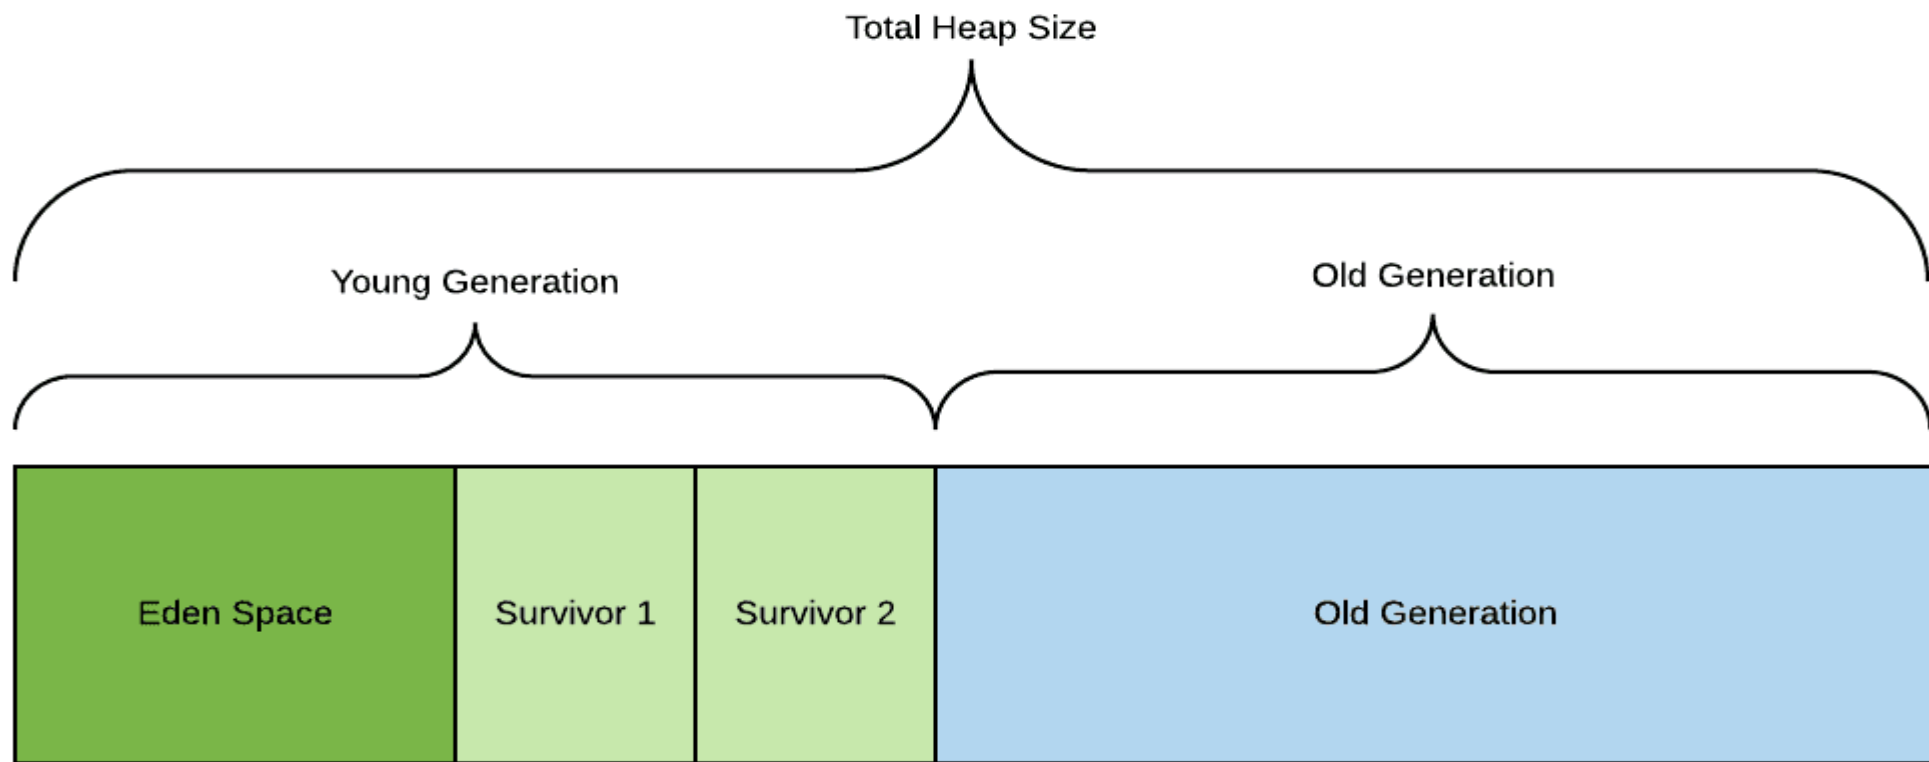 Total Heap Size
Young Generation
Old Generation
Eden Space
Survivor 1
Survivor 2
Old Generation